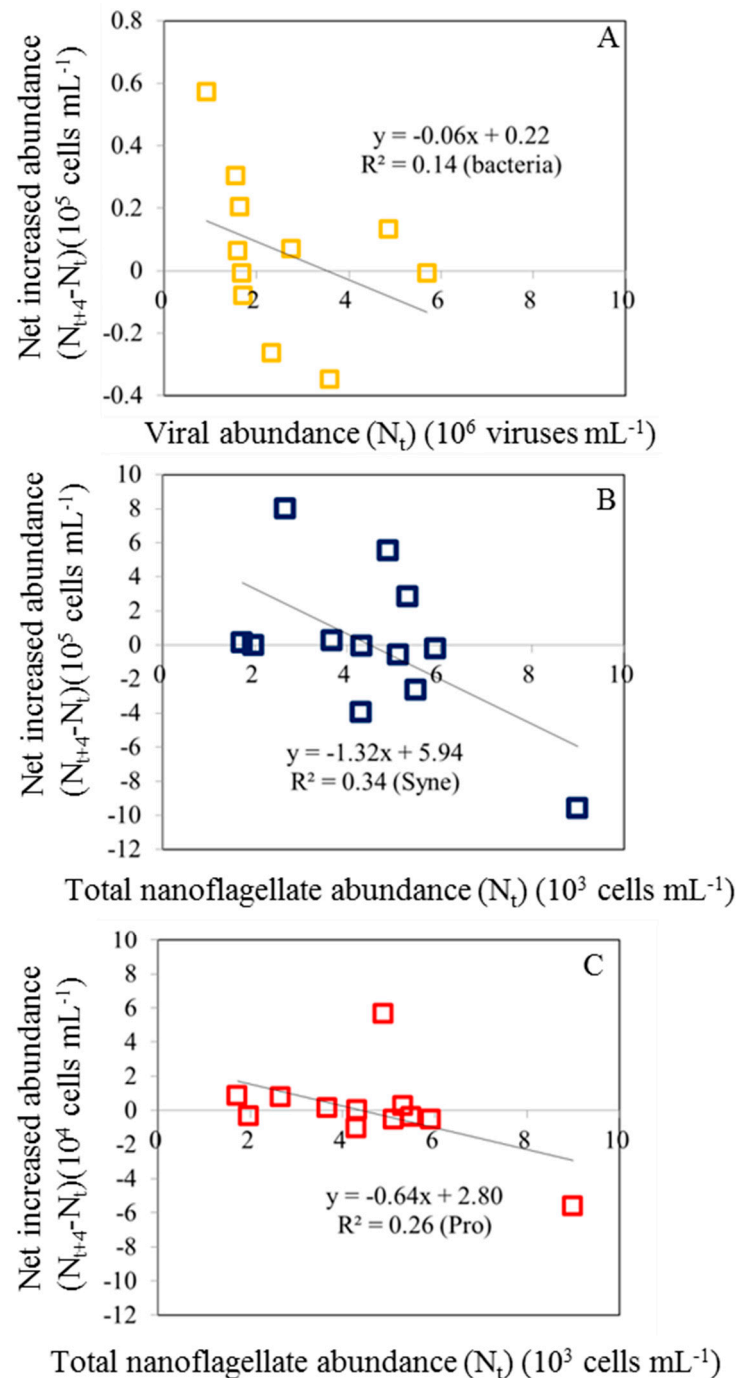 Net increased abundance
(Nt+4-Nt)(10⁵ cells mL⁻¹)
0.8
0.6
0.4
0.2
0
-0.2
-0.4
A
y = -0.06x + 0.22
R² = 0.14 (bacteria)
0 2 4 6 8 10
Viral abundance (Nt) (10⁶ viruses mL⁻¹)
Net increased abundance
(Nt+4-Nt)(10⁵ cells mL⁻¹)
10
8
6
4
2
0
-2
-4
-6
-8
-10
-12
B
0 2 4 6 8 10
y = -1.32x + 5.94
R² = 0.34 (Syne)
Total nanoflagellate abundance (Nt) (10³ cells mL⁻¹)
Net increased abundance
(Nt+4-Nt)(10⁴ cells mL⁻¹)
10
8
6
4
2
0
-2
-4
-6
-8
-10
-12
C
0 2 4 6 8 10
y = -0.64x + 2.80
R² = 0.26 (Pro)
Total nanoflagellate abundance (Nt) (10³ cells mL⁻¹)